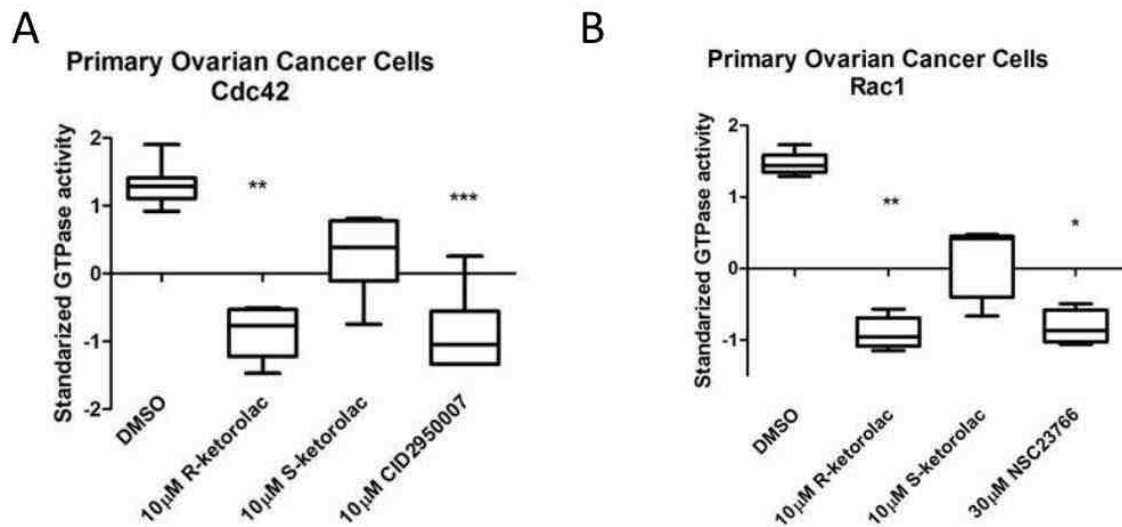 A
Primary Ovarian Cancer Cells
Cdc42
Standarized GTPase activity
2
1
0
-1
-2
**
***
DMSO
10µM R-ketorolac
10µM S-ketorolac
10µM CID2950007
B
Primary Ovarian Cancer Cells
Rac1
Standarized GTPase activity
2
1
0
-1
**
*
DMSO
10µM R-ketorolac
10µM S-ketorolac
30µM NSC23766